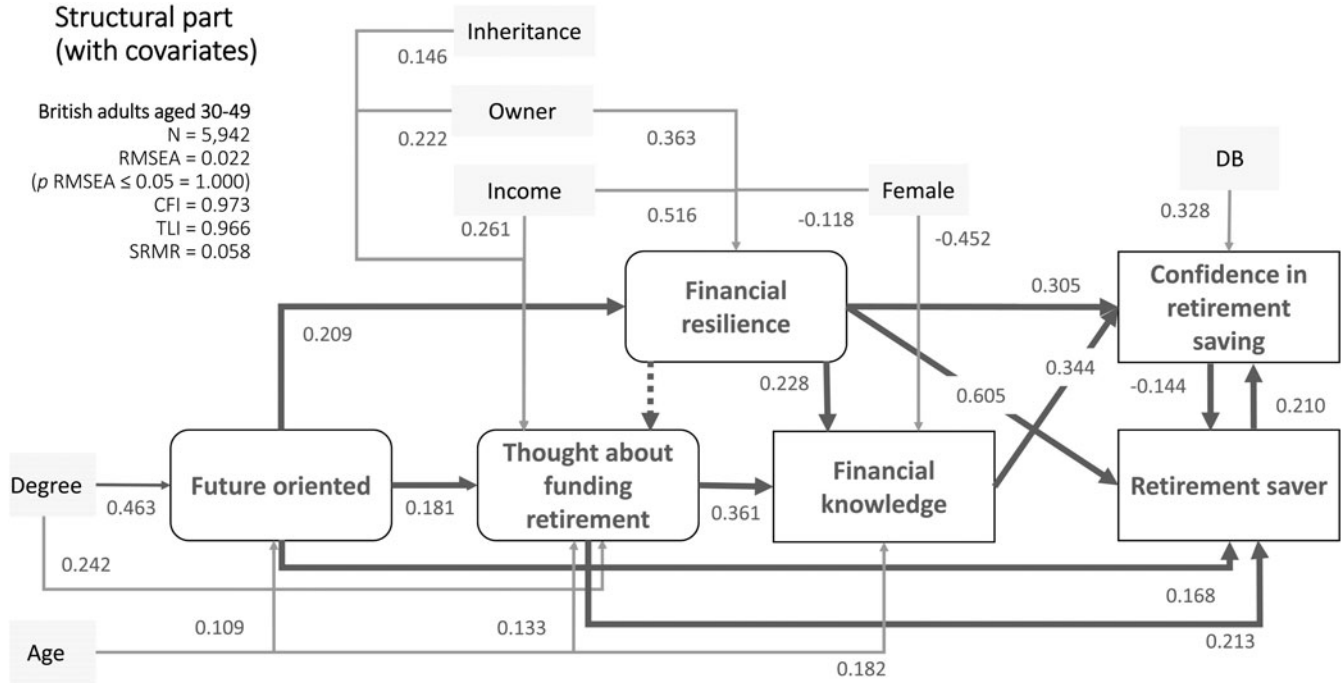 Structural part
(with covariates)
British adults aged 30-49
N = 5,942
RMSEA = 0.022
(p RMSEA ≤ 0.05 = 1.000)
CFI = 0.973
TLI = 0.966
SRMR = 0.058
Inheritance
0.146
Owner
0.222
0.363
Income
Female
DB
0.261
0.516
-0.118
-0.452
0.328
Financial
resilience
Confidence in
retirement
saving
0.305
0.209
0.228
0.344
0.605
-0.144
0.210
Degree
0.463
Future oriented
0.181
Thought about
funding
retirement
0.361
Financial
knowledge
Retirement saver
0.242
0.168
0.109
0.133
0.213
Age
0.182